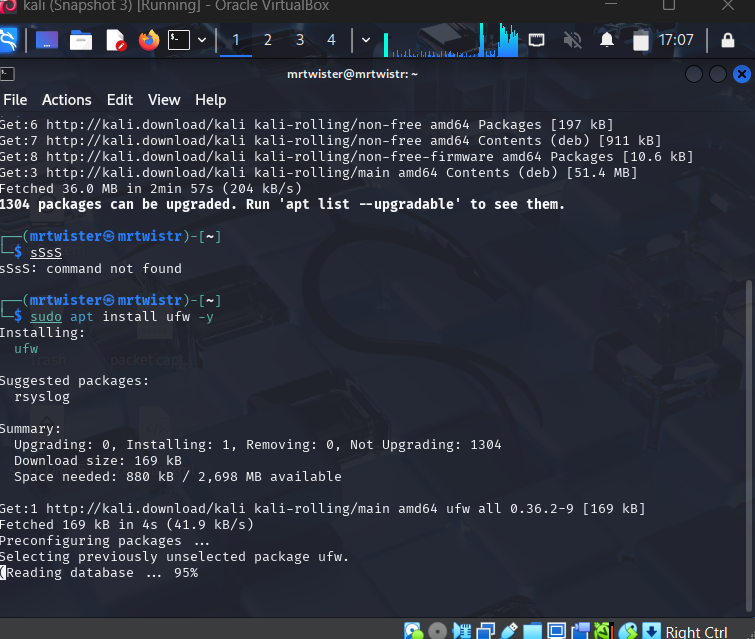 kali (Snapshot 3) [Running] - Oracle VirtualBox
1 2 3 4 17:07
mrtwister@mrtwistr: ~
File Actions Edit View Help
Get:6 http://kali.download/kali kali-rolling/non-free amd64 Packages [197 kB]
Get:7 http://kali.download/kali kali-rolling/non-free amd64 Contents (deb) [911 kB]
Get:8 http://kali.download/kali kali-rolling/non-free-firmware amd64 Packages [10.6 kB]
Get:3 http://kali.download/kali kali-rolling/main amd64 Contents (deb) [51.4 MB]
Fetched 36.0 MB in 2min 57s (204 kB/s)
1304 packages can be upgraded. Run 'apt list --upgradable' to see them.
┌──(mrtwister㉿mrtwistr)-[~]
└─$ sSsS
sSsS: command not found
┌──(mrtwister㉿mrtwistr)-[~]
└─$ sudo apt install ufw -y
Installing:
ufw
Suggested packages:
rsyslog
Summary:
Upgrading: 0, Installing: 1, Removing: 0, Not Upgrading: 1304
Download size: 169 kB
Space needed: 880 kB / 2,698 MB available
Get:1 http://kali.download/kali kali-rolling/main amd64 ufw all 0.36.2-9 [169 kB]
Fetched 169 kB in 4s (41.9 kB/s)
Preconfiguring packages ...
Selecting previously unselected package ufw.
(Reading database ... 95%
Right Ctrl